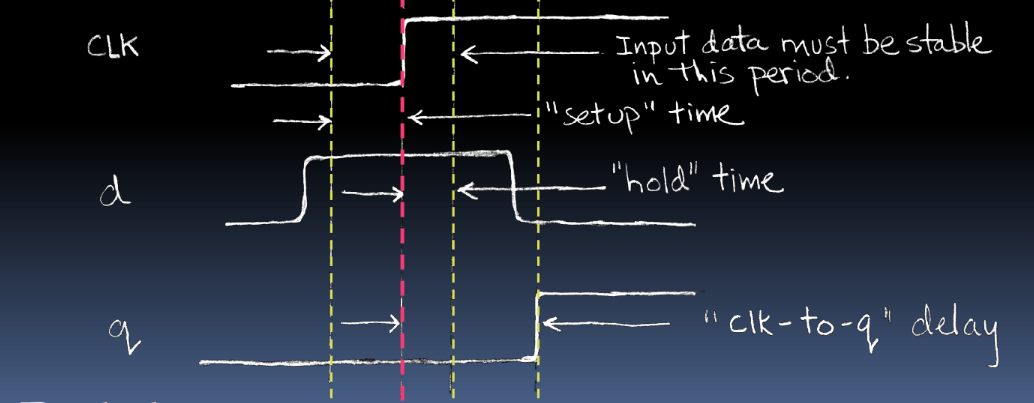 CLK
Input data must be stable
in this period.
"setup" time
d
"hold" time
q
"clk-to-q" delay